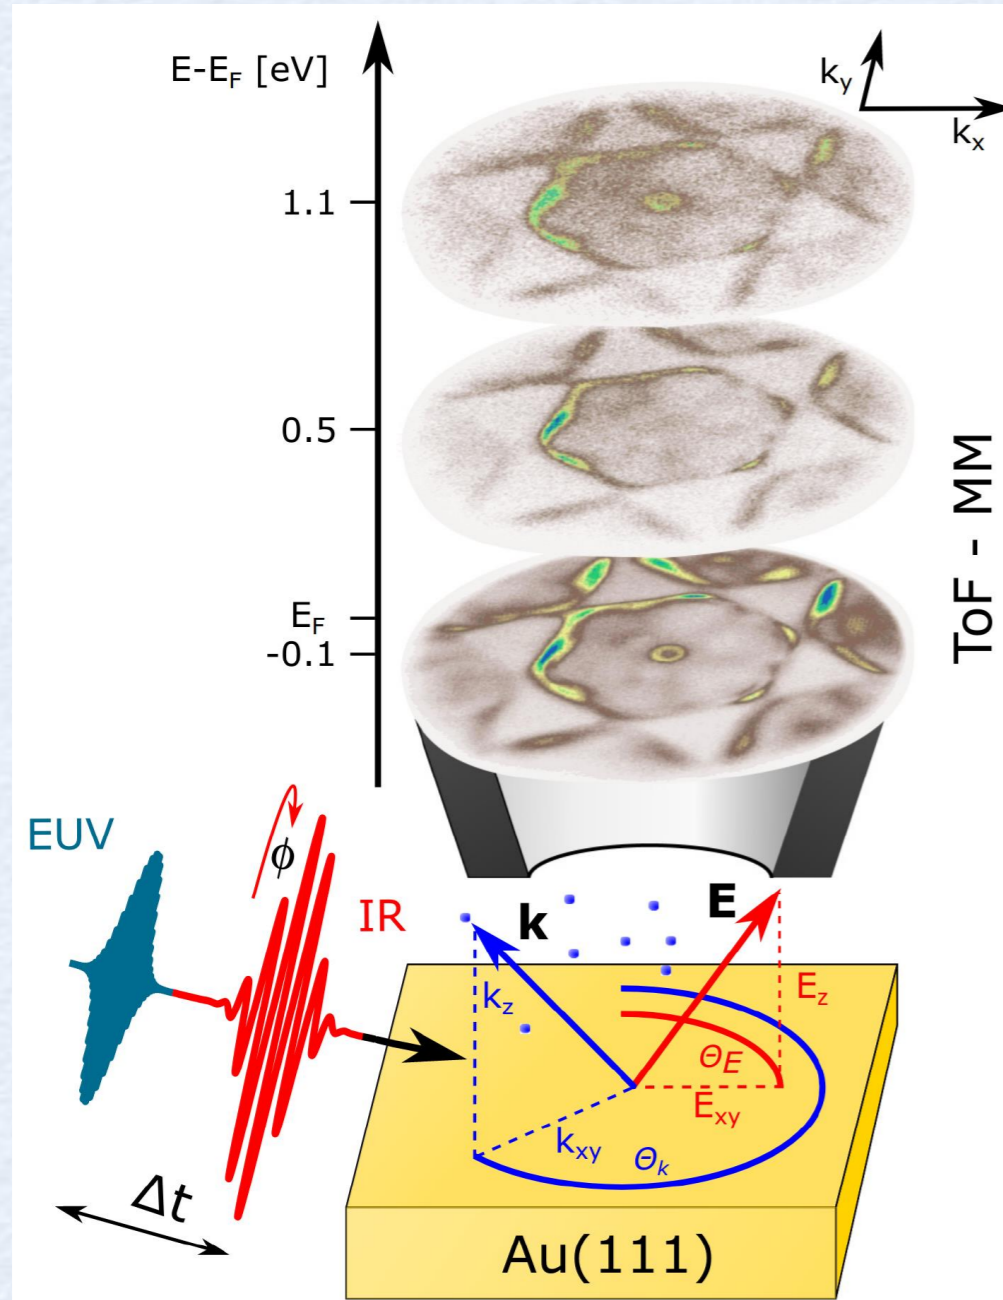 E-E_F [eV]
k_y
k_x
1.1
0.5
E_F
-0.1
ToF - MM
EUV
ϕ
IR
k
E
k_z
E_z
Θ_E
E_xy
k_xy
Θ_k
Δt
Au(111)